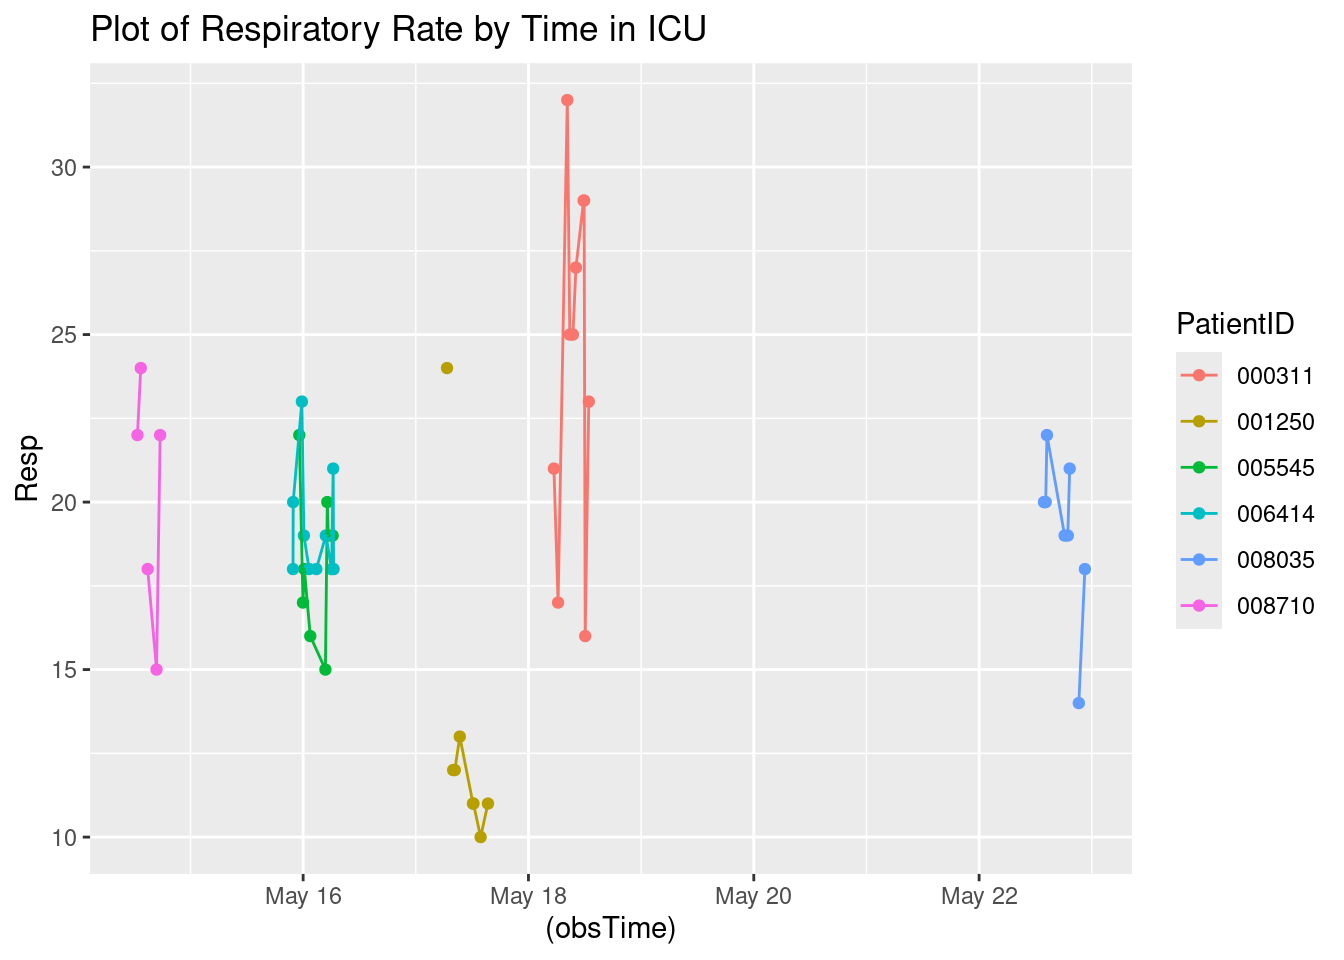 Plot of Respiratory Rate by Time in ICU
Resp
30
25
20
15
10
May 16
May 18
May 20
May 22
(obsTime)
PatientID
000311
001250
005545
006414
008035
008710